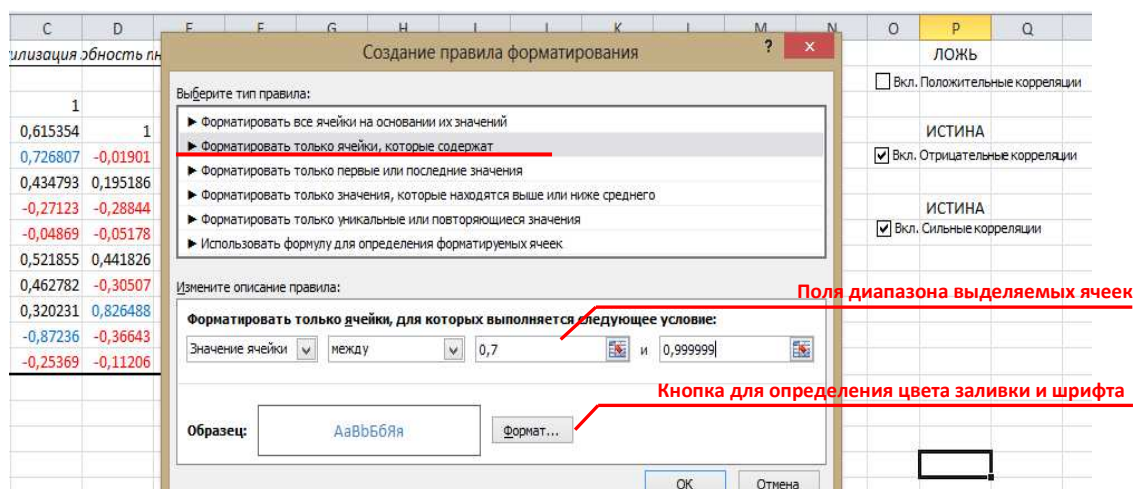 C D E F G H I J K L M N O P Q
илизация обность пн
Создание правила форматирования ?
ЛОЖЬ
Вкл. Положительные корреляции
Выберите тип правила:
1
► Форматировать все ячейки на основании их значений
0,615354 1
► Форматировать только ячейки, которые содержат
ИСТИНА
0,726807 -0,01901
► Форматировать только первые или последние значения
Вкл. Отрицательные корреляции
0,434793 0,195186
► Форматировать только значения, которые находятся выше или ниже среднего
-0,27123 -0,28844
► Форматировать только уникальные или повторяющиеся значения
ИСТИНА
-0,04869 -0,05178
► Использовать формулу для определения форматируемых ячеек
Вкл. Сильные корреляции
0,521855 0,441826
0,462782 -0,30507
Измените описание правила:
Поля диапазона выделяемых ячеек
0,320231 0,826488
Форматировать только ячейки, для которых выполняется следующее условие:
-0,87236 -0,36643
Значение ячейки между 0,7 и 0,999999
-0,25369 -0,11206
Кнопка для определения цвета заливки и шрифта
Образец: АаВbБбЯя Формат...
ОК Отмена